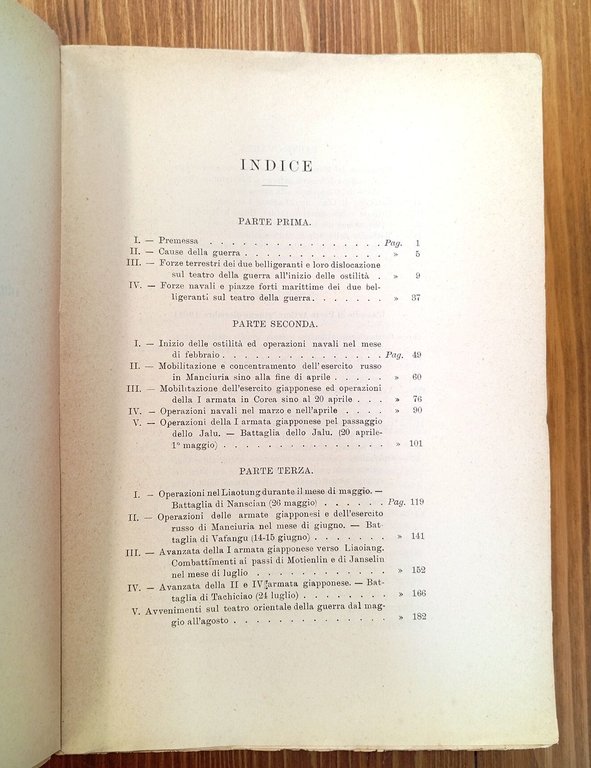 INDICE
PARTE PRIMA.
I. — Premessa . . . . . . . . . . . . . . . . Pag. 1
II. — Cause della guerra . . . . . . . . . . . . . » 5
III. — Forze terrestri dei due belligeranti e loro dislocazione
sul teatro della guerra all'inizio delle ostilità . » 9
IV. — Forze navali e piazze forti marittime dei due bel-
ligeranti sul teatro della guerra. . . . . . . » 37
PARTE SECONDA.
I. — Inizio delle ostilità ed operazioni navali nel mese
di febbraio . . . . . . . . . . . . . . . Pag. 49
II. — Mobilitazione e concentramento dell'esercito russo
in Manciuria sino alla fine di aprile . . . . . » 60
III. — Mobilitazione dell'esercito giapponese ed operazioni
della I armata in Corea sino al 20 aprile . . . » 76
IV. — Operazioni navali nel marzo e nell'aprile . . . . » 90
V. — Operazioni della I armata giapponese pel passaggio
dello Jalu. — Battaglia dello Jalu. (20 aprile-
1° maggio) . . . . . . . . . . . . . . . » 101
PARTE TERZA.
I. — Operazioni nel Liaotung durante il mese di maggio. —
Battaglia di Nanscian (26 maggio) . . . . . . Pag. 119
II. — Operazioni delle armate giapponesi e dell'esercito
russo di Manciuria nel mese di giugno. — Bat-
taglia di Vafangu (14-15 giugno) . . . . . . . » 141
III. — Avanzata della I armata giapponese verso Liaoiang.
Combattimenti ai passi di Motienlin e di Janselin
nel mese di luglio . . . . . . . . . . . . » 152
IV. — Avanzata della II e IV armata giapponese. — Bat-
taglia di Tachiciao (24 luglio) . . . . . . . . » 166
V. Avvenimenti sul teatro orientale della guerra dal mag-
gio all'agosto . . . . . . . . . . . . . . » 182